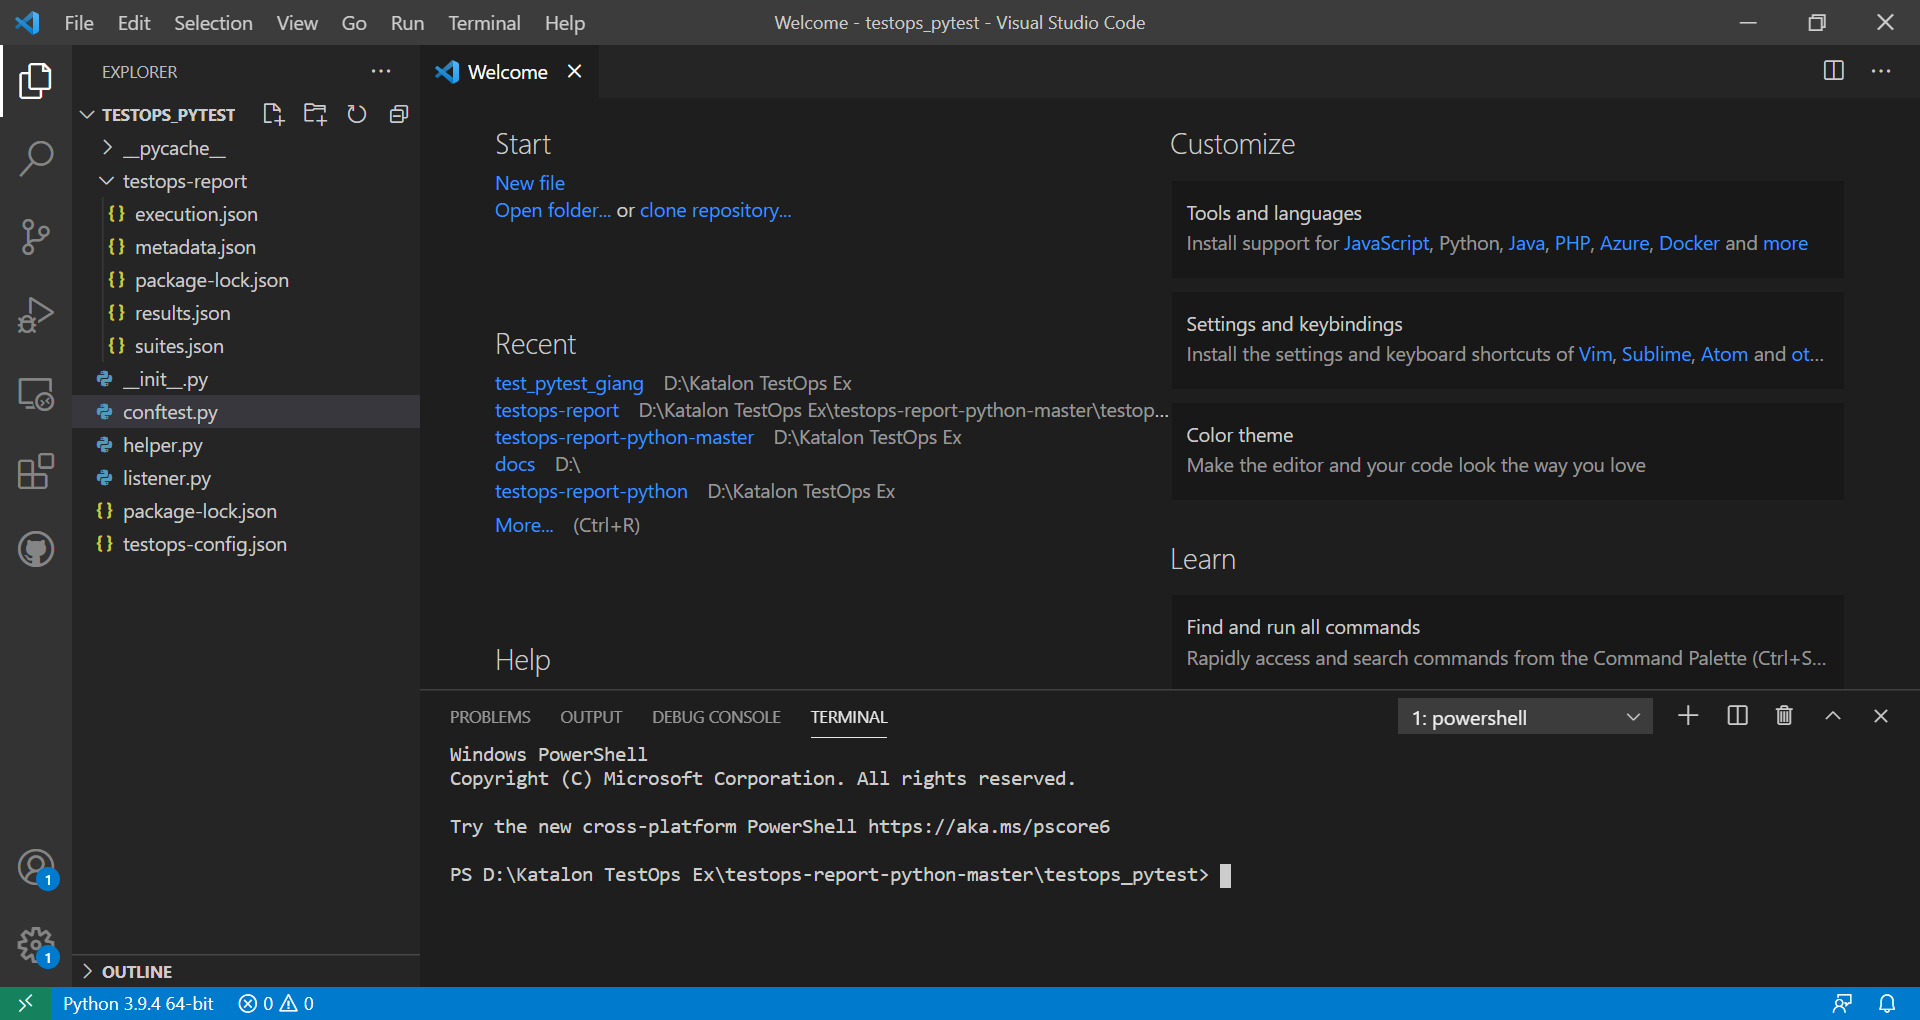 File Edit Selection View Go Run Terminal Help
Welcome - testops_pytest - Visual Studio Code
EXPLORER
TESTOPS_PYTEST
__pycache__
testops-report
execution.json
metadata.json
package-lock.json
results.json
suites.json
__init__.py
conftest.py
helper.py
listener.py
package-lock.json
testops-config.json
OUTLINE
1
1
Welcome
Start
New file
Open folder... or clone repository...
Recent
test_pytest_giang D:\Katalon TestOps Ex
testops-report D:\Katalon TestOps Ex\testops-report-python-master\testop...
testops-report-python-master D:\Katalon TestOps Ex
docs D:\
testops-report-python D:\Katalon TestOps Ex
More... (Ctrl+R)
Help
Customize
Tools and languages
Install support for JavaScript, Python, Java, PHP, Azure, Docker and more
Settings and keybindings
Install the settings and keyboard shortcuts of Vim, Sublime, Atom and ot...
Color theme
Make the editor and your code look the way you love
Learn
Find and run all commands
Rapidly access and search commands from the Command Palette (Ctrl+S...
PROBLEMS OUTPUT DEBUG CONSOLE TERMINAL
1: powershell
Windows PowerShell
Copyright (C) Microsoft Corporation. All rights reserved.
Try the new cross-platform PowerShell https://aka.ms/pscore6
PS D:\Katalon TestOps Ex\testops-report-python-master\testops_pytest>
Python 3.9.4 64-bit 0 0